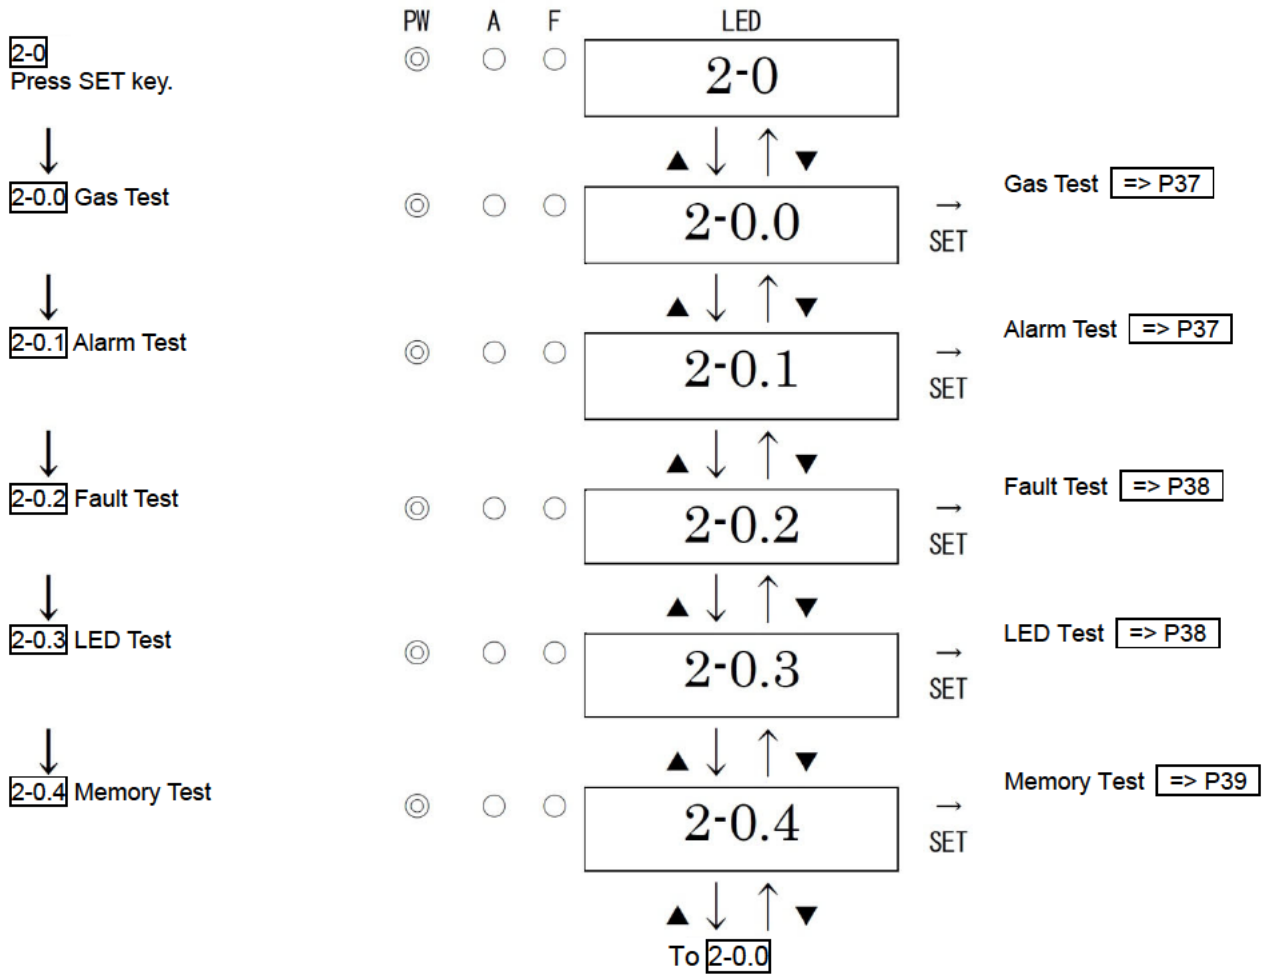 PW A F LED
2-0
Press SET key.
2-0
▲ ↓ ↑ ▼
2-0.0 Gas Test
2-0.0
→
SET
Gas Test => P37
▲ ↓ ↑ ▼
2-0.1 Alarm Test
2-0.1
→
SET
Alarm Test => P37
▲ ↓ ↑ ▼
2-0.2 Fault Test
2-0.2
→
SET
Fault Test => P38
▲ ↓ ↑ ▼
2-0.3 LED Test
2-0.3
→
SET
LED Test => P38
▲ ↓ ↑ ▼
2-0.4 Memory Test
2-0.4
→
SET
Memory Test => P39
▲ ↓ ↑ ▼
To 2-0.0